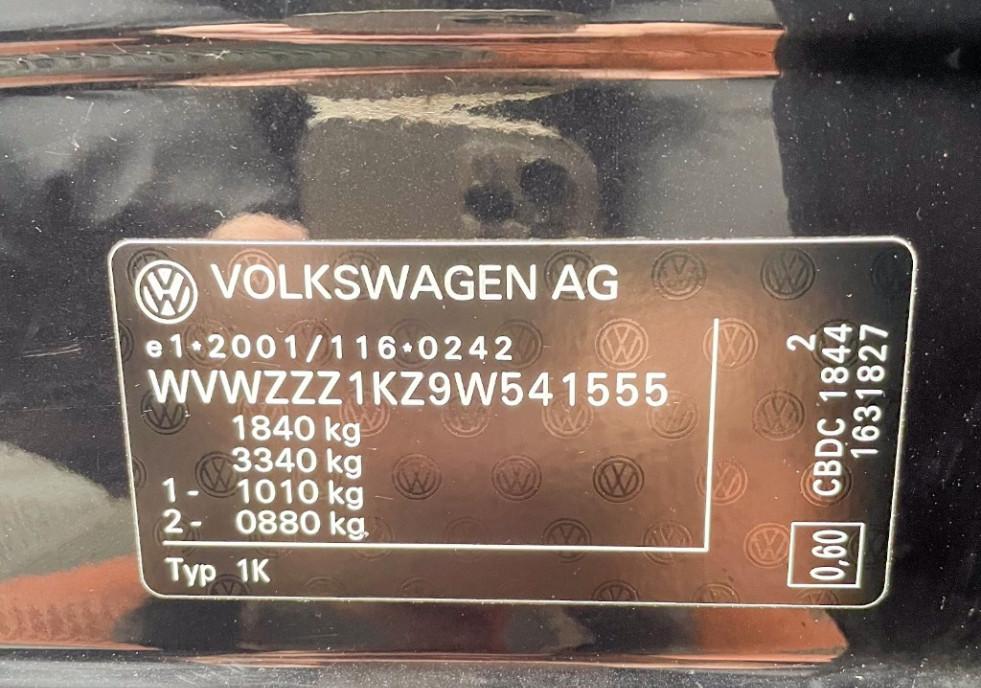 VOLKSWAGEN AG
e1*2001/116*0242
WVWZZZ1KZ9W541555
1840 kg
3340 kg
1- 1010 kg
2- 0880 kg
Typ 1K
2
CBDC 1844
1631827
0,60